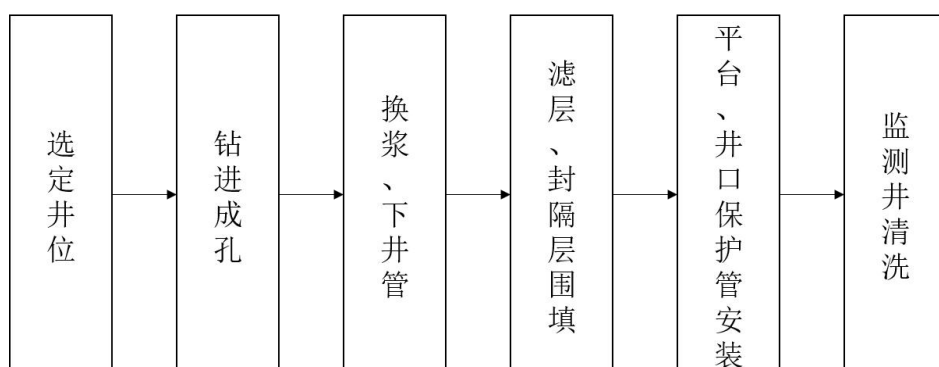 选定井位
钻进成孔
换浆、下井管
滤层、封隔层围填
平台、井口保护管安装
监测井清洗